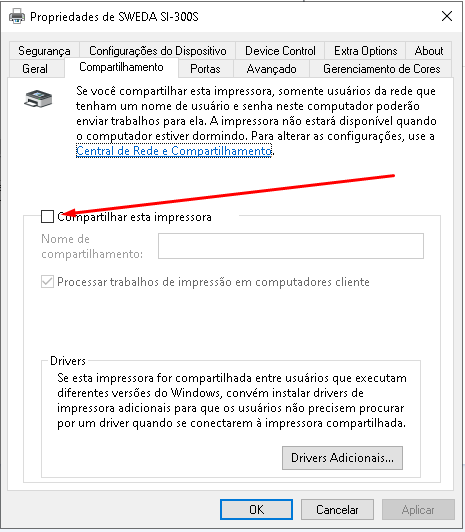 Propriedades de SWEDA SI-300S
Segurança Configurações do Dispositivo Device Control Extra Options About
Geral Compartilhamento Portas Avançado Gerenciamento de Cores
Se você compartilhar esta impressora, somente usuários da rede que
tenham um nome de usuário e senha neste computador poderão
enviar trabalhos para ela. A impressora não estará disponível quando
o computador estiver dormindo. Para alterar as configurações, use a
Central de Rede e Compartilhamento.
Compartilhar esta impressora
Nome de
compartilhamento:
Processar trabalhos de impressão em computadores cliente
Drivers
Se esta impressora for compartilhada entre usuários que executam
diferentes versões do Windows, convém instalar drivers de
impressora adicionais para que os usuários não precisem procurar
por um driver quando se conectarem à impressora compartilhada.
Drivers Adicionais...
OK Cancelar Aplicar